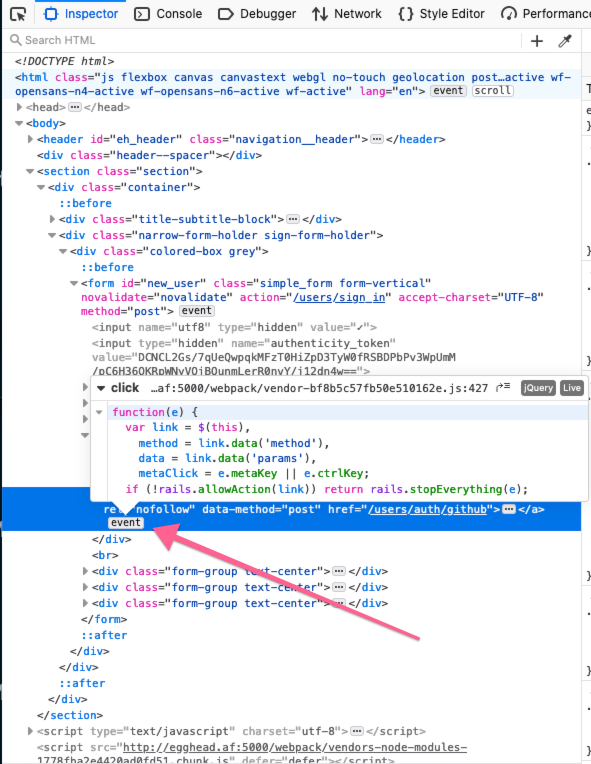 Inspector Console Debugger Network {} Style Editor Performance
Search HTML
<!DOCTYPE html>
<html class="js flexbox canvas canvastext webgl no-touch geolocation post…active wf-
opensans-n4-active wf-opensans-n6-active wf-active" lang="en"> event scroll
<head> ••• </head>
<body>
<header id="eh_header" class="navigation__header"> ••• </header>
<div class="header--spacer"></div>
<section class="section">
<div class="container">
::before
<div class="title-subtitle-block"> ••• </div>
<div class="narrow-form-holder sign-form-holder">
<div class="colored-box grey">
::before
<form id="new_user" class="simple_form form-vertical"
novalidate="novalidate" action="/users/sign_in" accept-charset="UTF-8"
method="post"> event
<input name="utf8" type="hidden" value="✓">
<input type="hidden" name="authenticity_token"
value="DCNCL2Gs/7qUeQwpqkMFzT0HiZpD3TyW0fRSBDPbPv3WpUmM
click …af:5000/webpack/vendor-bf8b5c57fb50e510162e.js:427 jQuery Live
function(e) {
var link = $(this),
method = link.data('method'),
data = link.data('params'),
metaClick = e.metaKey || e.ctrlKey;
if (!rails.allowAction(link)) return rails.stopEverything(e);
rel="nofollow" data-method="post" href="/users/auth/github"> ••• </a>
event
</div>
<br>
<div class="form-group text-center"> ••• </div>
<div class="form-group text-center"> ••• </div>
<div class="form-group text-center"> ••• </div>
</form>
::after
</div>
</div>
::after
</div>
</section>
<script type="text/javascript" charset="utf-8"> ••• </script>
<script src="http://egghead.af:5000/webpack/vendors-node-modules-
1778fba2e4420ad0fd51.chunk.js" defer="defer"></script>